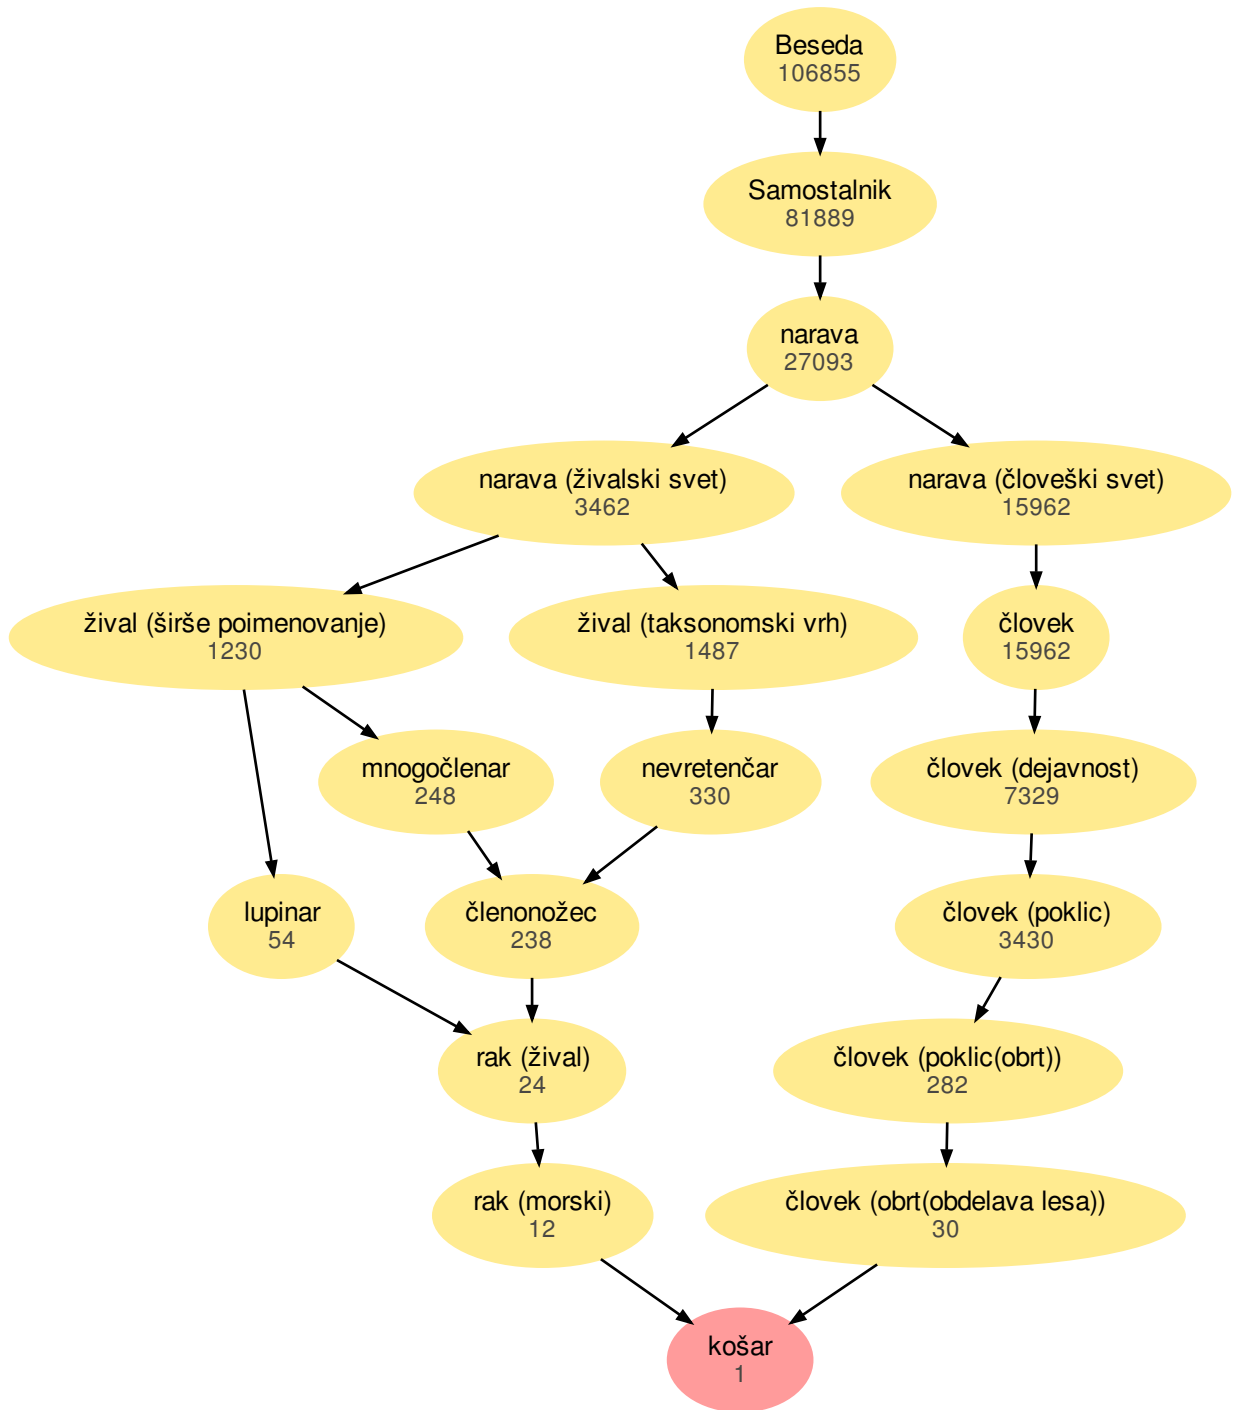 Beseda
106855
Samostalnik
81889
narava
27093
narava (živalski svet)
3462
narava (človeški svet)
15962
žival (širše poimenovanje)
1230
žival (taksonomski vrh)
1487
človek
15962
mnogočlenar
248
nevretenčar
330
človek (dejavnost)
7329
lupinar
54
členonožec
238
človek (poklic)
3430
rak (žival)
24
človek (poklic(obrt))
282
rak (morski)
12
človek (obrt(obdelava lesa))
30
košar
1